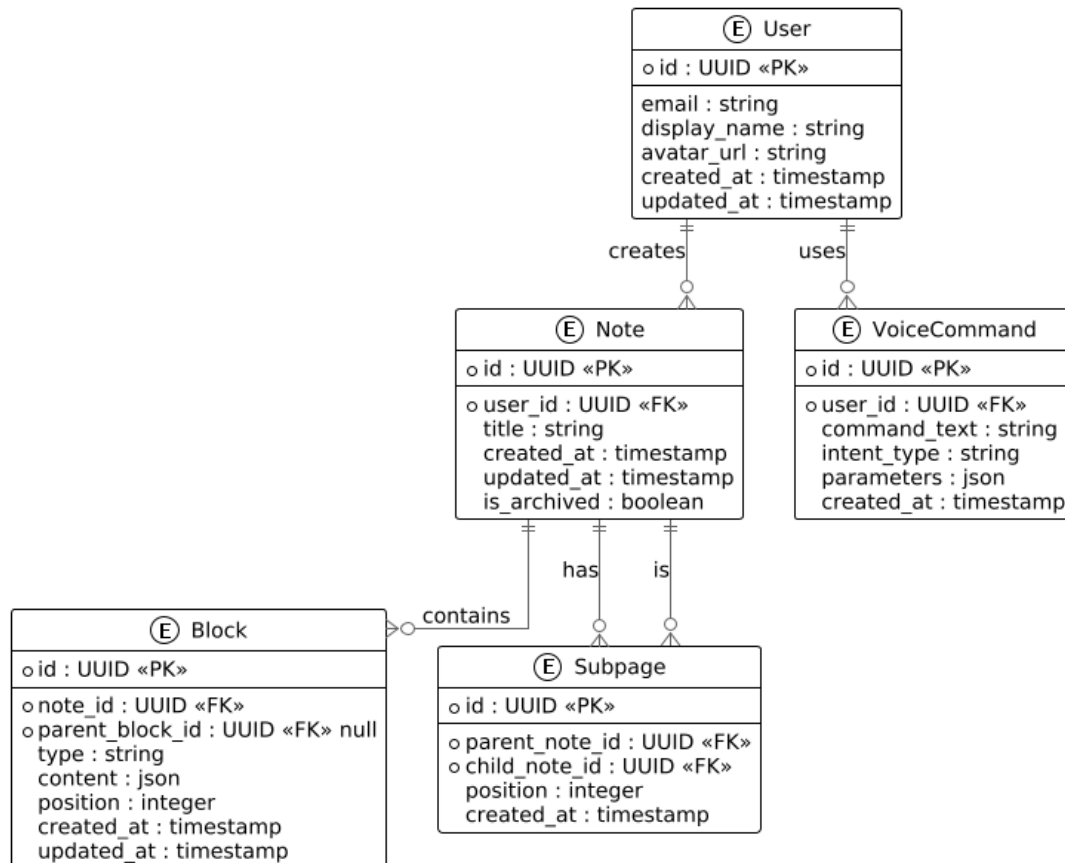 E User
id : UUID «PK»
email : string
display_name : string
avatar_url : string
created_at : timestamp
updated_at : timestamp
creates
uses
E Note
id : UUID «PK»
user_id : UUID «FK»
title : string
created_at : timestamp
updated_at : timestamp
is_archived : boolean
E VoiceCommand
id : UUID «PK»
user_id : UUID «FK»
command_text : string
intent_type : string
parameters : json
created_at : timestamp
has
is
contains
E Block
id : UUID «PK»
note_id : UUID «FK»
parent_block_id : UUID «FK» null
type : string
content : json
position : integer
created_at : timestamp
updated_at : timestamp
E Subpage
id : UUID «PK»
parent_note_id : UUID «FK»
child_note_id : UUID «FK»
position : integer
created_at : timestamp